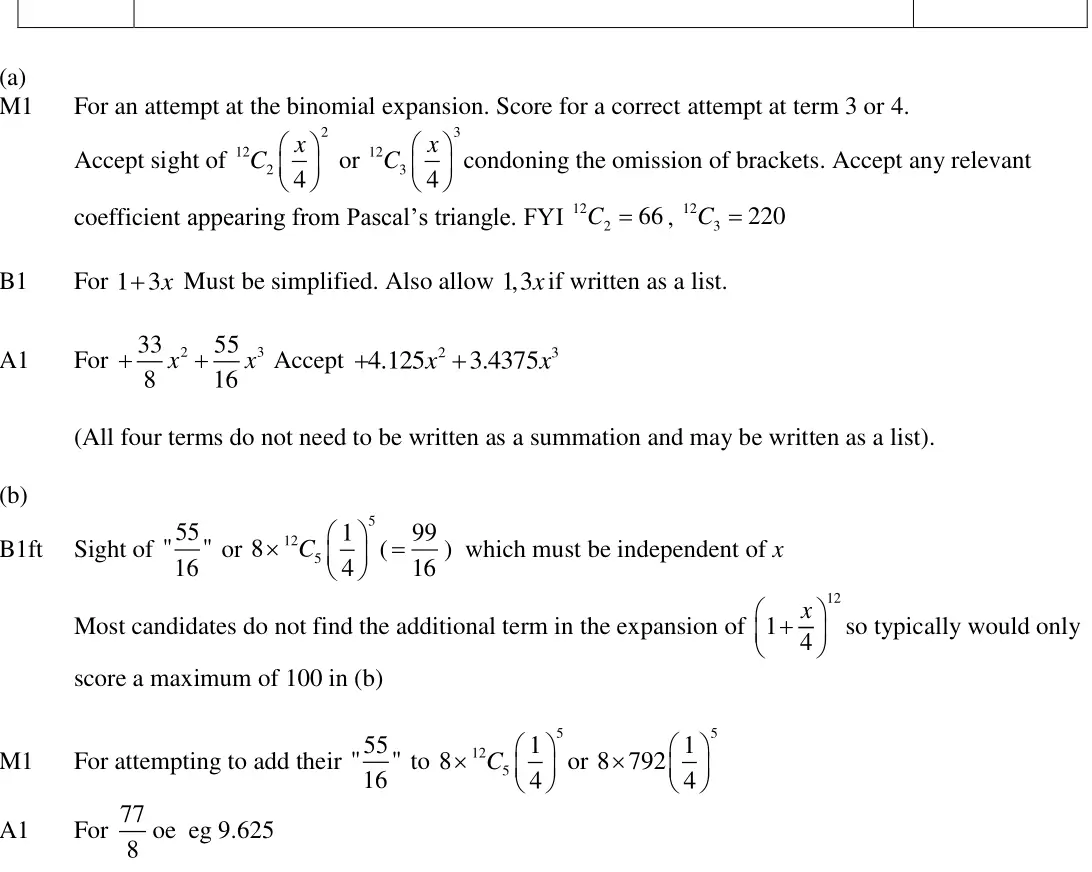 (a)
M1 For an attempt at the binomial expansion. Score for a correct attempt at term 3 or 4.
Accept sight of ¹²C₂(x/4)² or ¹²C₃(x/4)³ condoning the omission of brackets. Accept any relevant
coefficient appearing from Pascal’s triangle. FYI ¹²C₂ = 66 , ¹²C₃ = 220
B1 For 1+3x Must be simplified. Also allow 1,3x if written as a list.
A1 For +33/8 x² + 55/16 x³ Accept +4.125x² +3.4375x³
(All four terms do not need to be written as a summation and may be written as a list).
(b)
B1ft Sight of "55/16" or 8× ¹²C₅(1/4)⁵ (= 99/16 ) which must be independent of x
Most candidates do not find the additional term in the expansion of (1+x/4)¹² so typically would only
score a maximum of 100 in (b)
M1 For attempting to add their "55/16" to 8× ¹²C₅(1/4)⁵ or 8×792(1/4)⁵
A1 For 77/8 oe eg 9.625